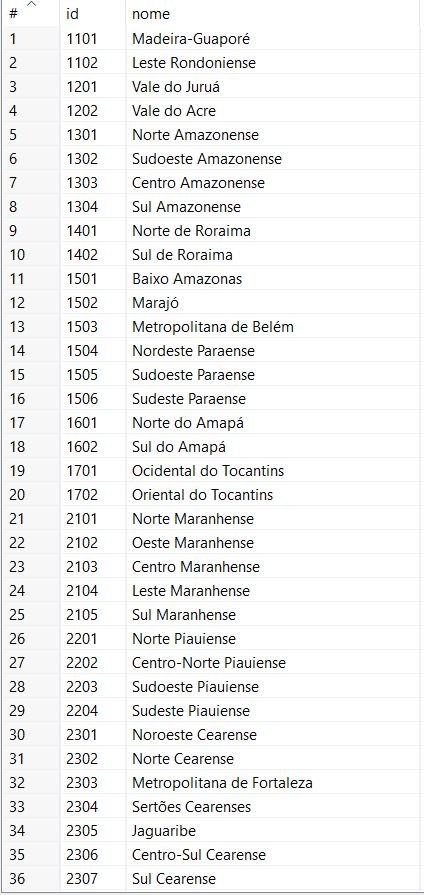 # id nome
1 1101 Madeira-Guaporé
2 1102 Leste Rondoniense
3 1201 Vale do Juruá
4 1202 Vale do Acre
5 1301 Norte Amazonense
6 1302 Sudoeste Amazonense
7 1303 Centro Amazonense
8 1304 Sul Amazonense
9 1401 Norte de Roraima
10 1402 Sul de Roraima
11 1501 Baixo Amazonas
12 1502 Marajó
13 1503 Metropolitana de Belém
14 1504 Nordeste Paraense
15 1505 Sudoeste Paraense
16 1506 Sudeste Paraense
17 1601 Norte do Amapá
18 1602 Sul do Amapá
19 1701 Ocidental do Tocantins
20 1702 Oriental do Tocantins
21 2101 Norte Maranhense
22 2102 Oeste Maranhense
23 2103 Centro Maranhense
24 2104 Leste Maranhense
25 2105 Sul Maranhense
26 2201 Norte Piauiense
27 2202 Centro-Norte Piauiense
28 2203 Sudoeste Piauiense
29 2204 Sudeste Piauiense
30 2301 Noroeste Cearense
31 2302 Norte Cearense
32 2303 Metropolitana de Fortaleza
33 2304 Sertões Cearenses
34 2305 Jaguaribe
35 2306 Centro-Sul Cearense
36 2307 Sul Cearense